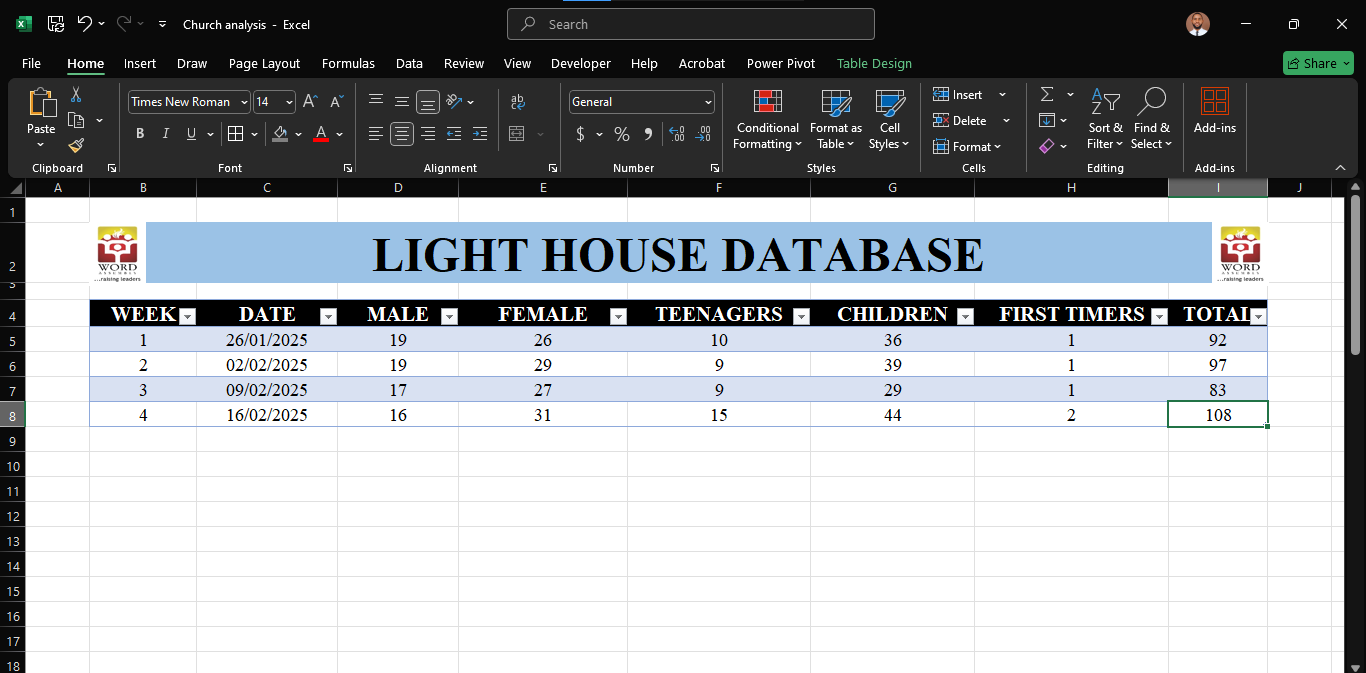 Church analysis - Excel
Search
File Home Insert Draw Page Layout Formulas Data Review View Developer Help Acrobat Power Pivot Table Design Share
Paste
Clipboard
Times New Roman 14
B I U
Font
Alignment
General
$ % 9
Number
Conditional Formatting
Format as Table
Cell Styles
Styles
Insert
Delete
Format
Cells
Sort & Filter
Find & Select
Editing
Add-ins
Add-ins
A B C D E F G H I J
1
2 WORD ...raising leaders LIGHT HOUSE DATABASE WORD ...raising leaders
3
4 WEEK DATE MALE FEMALE TEENAGERS CHILDREN FIRST TIMERS TOTAL
5 1 26/01/2025 19 26 10 36 1 92
6 2 02/02/2025 19 29 9 39 1 97
7 3 09/02/2025 17 27 9 29 1 83
8 4 16/02/2025 16 31 15 44 2 108
9
10
11
12
13
14
15
16
17
18